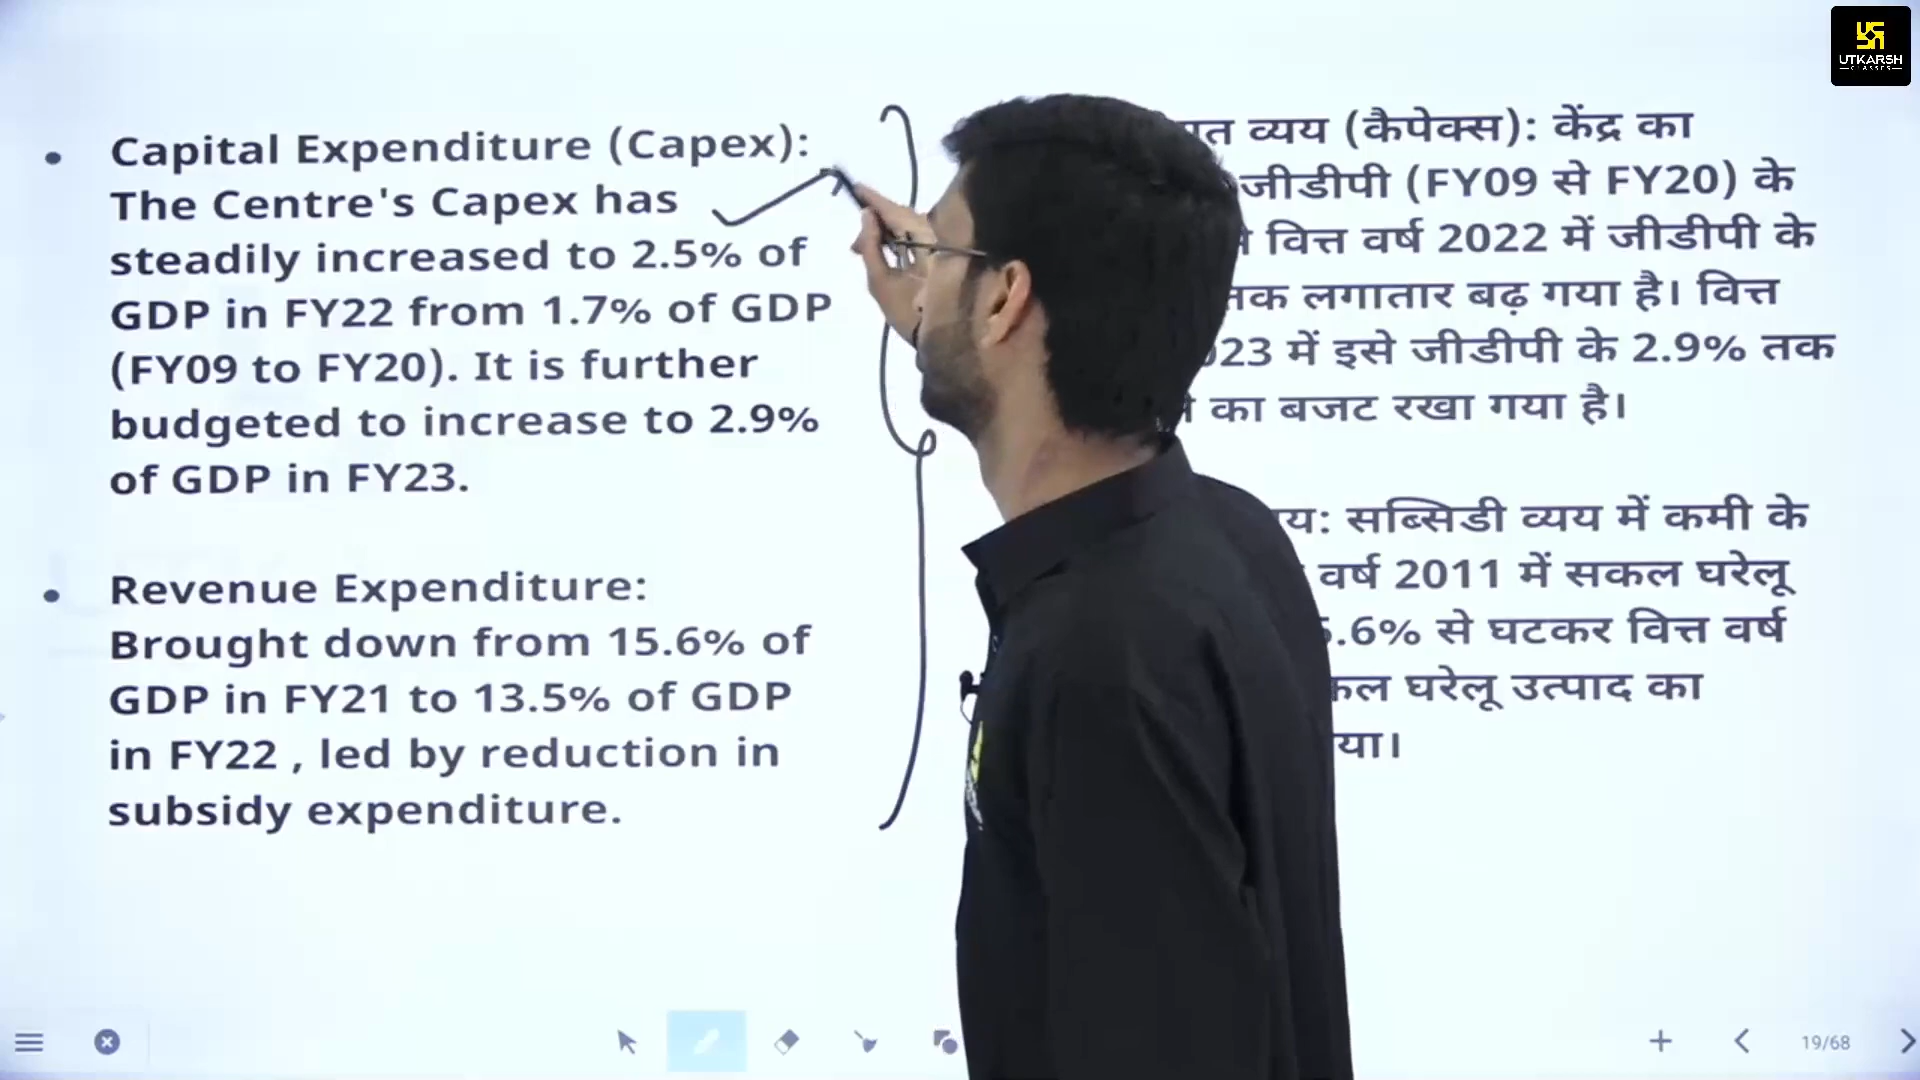 UTKARSH
CLASSES
Capital Expenditure (Capex):
The Centre's Capex has
steadily increased to 2.5% of
GDP in FY22 from 1.7% of GDP
(FY09 to FY20). It is further
budgeted to increase to 2.9%
of GDP in FY23.
Revenue Expenditure:
Brought down from 15.6% of
GDP in FY21 to 13.5% of GDP
in FY22 , led by reduction in
subsidy expenditure.
व्यय (कैपेक्स): केंद्र का
जीडीपी (FY09 से FY20) के
वित्त वर्ष 2022 में जीडीपी के
तक लगातार बढ़ गया है। वित्त
में इसे जीडीपी के 2.9% तक
का बजट रखा गया है।
सब्सिडी व्यय में कमी के
वर्ष 2011 में सकल घरेलू
से घटकर वित्त वर्ष
घरेलू उत्पाद का
19/68